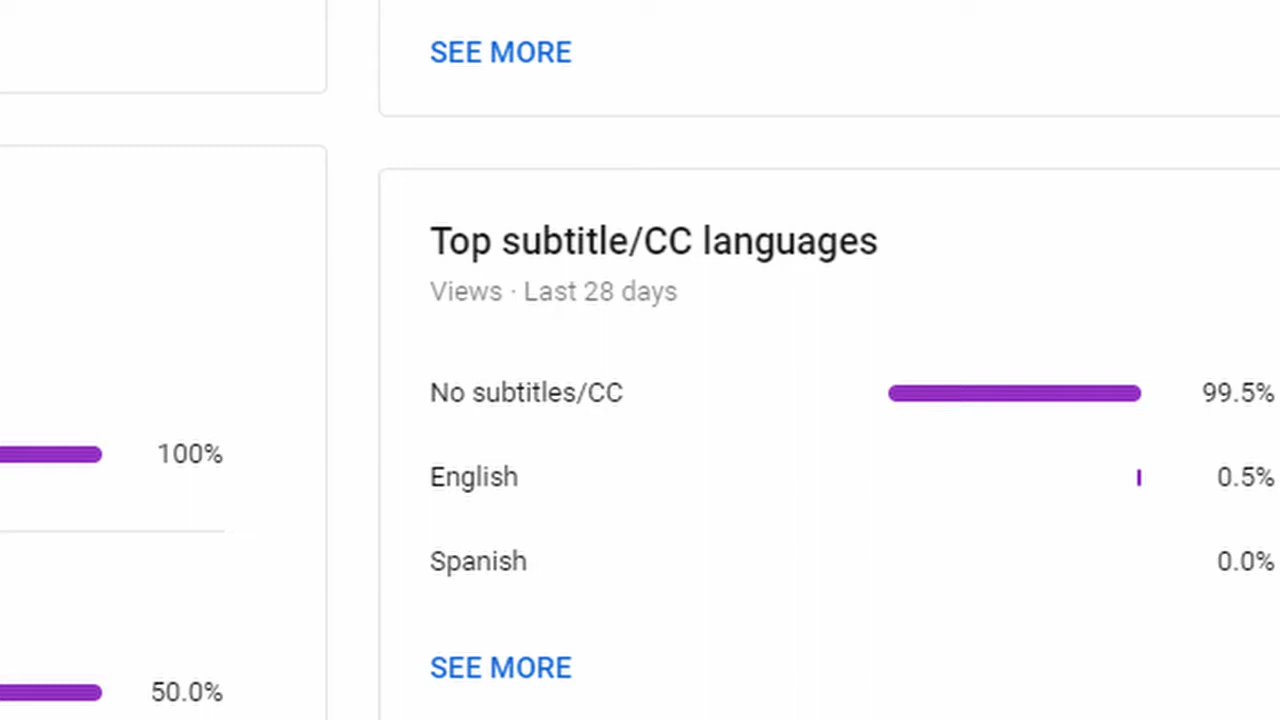 SEE MORE
Top subtitle/CC languages
Views · Last 28 days
No subtitles/CC 99.5%
100%
English 0.5%
Spanish 0.0%
SEE MORE
50.0%